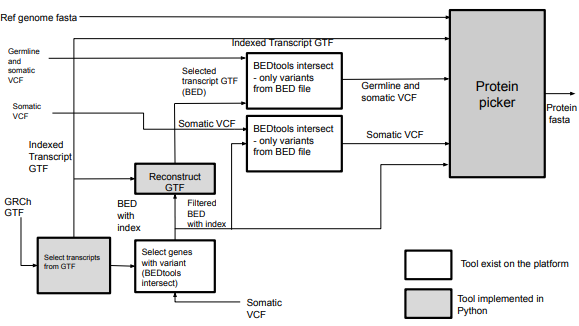 Ref genome fasta
Indexed Transcript GTF
Germline
and
somatic
VCF
Selected
transcript GTF
(BED)
BEDtools intersect
- only variants
from BED file
Germline and
somatic VCF
Protein
picker
Protein
fasta
Somatic
VCF
Somatic VCF
BEDtools intersect
- only variants
from BED file
Somatic VCF
Indexed
Transcript
GTF
Reconstruct
GTF
GRCh
GTF
BED
with
index
Filtered
BED
with index
Select transcripts
from GTF
Select genes
with variant
(BEDtools
intersect)
Somatic
VCF
Tool exist on the platform
Tool implemented in
Python